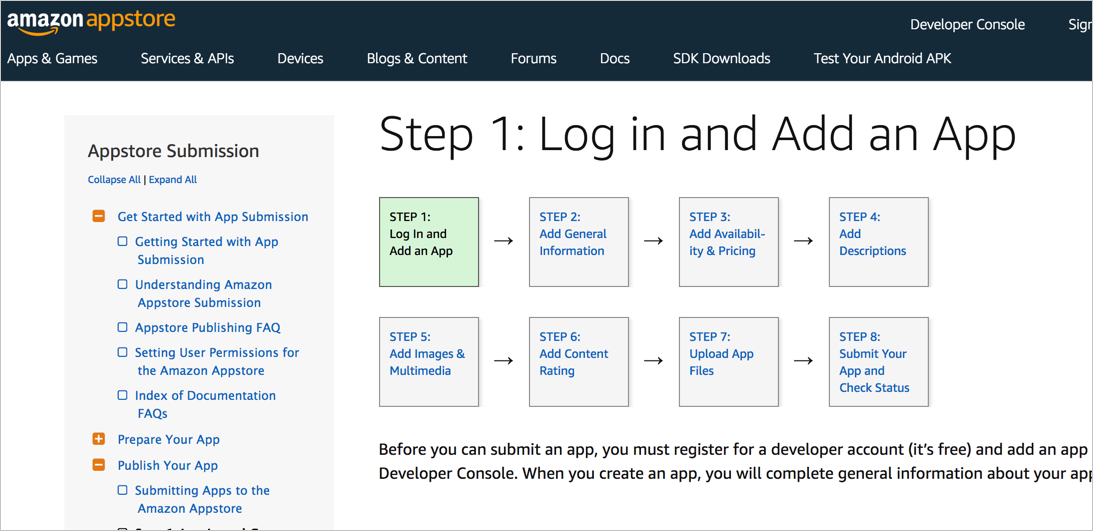 amazon appstore
Developer Console
Apps & Games Services & APIs Devices Blogs & Content Forums Docs SDK Downloads Test Your Android APK
Appstore Submission
Collapse All | Expand All
Get Started with App Submission
Getting Started with App
Submission
Understanding Amazon
Appstore Submission
Appstore Publishing FAQ
Setting User Permissions for
the Amazon Appstore
Index of Documentation
FAQs
Prepare Your App
Publish Your App
Submitting Apps to the
Amazon Appstore
Step 1: Log in and Add an App
STEP 1:
Log In and
Add an App
→
STEP 2:
Add General
Information
→
STEP 3:
Add Availabil-
ity & Pricing
→
STEP 4:
Add
Descriptions
STEP 5:
Add Images &
Multimedia
→
STEP 6:
Add Content
Rating
→
STEP 7:
Upload App
Files
→
STEP 8:
Submit Your
App and
Check Status
Before you can submit an app, you must register for a developer account (it's free) and add an app
Developer Console. When you create an app, you will complete general information about your